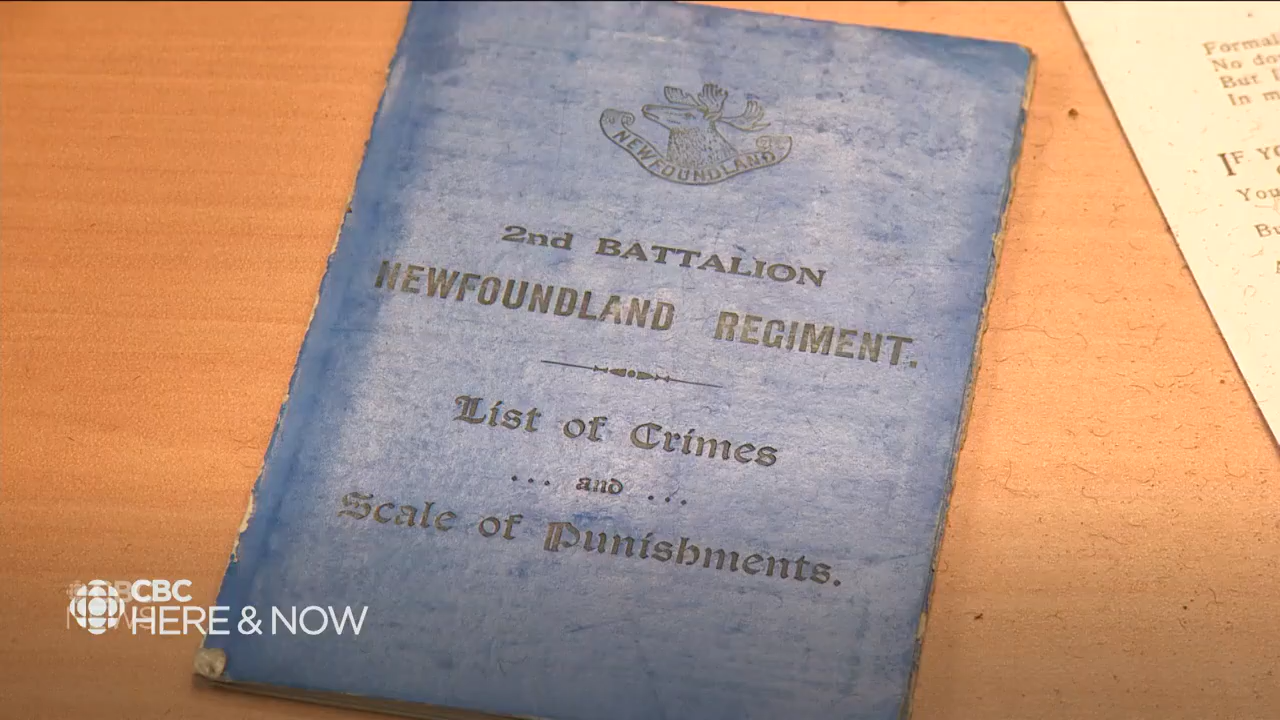 NEWFOUNDLAND
2nd BATTALION
NEWFOUNDLAND REGIMENT.
List of Crimes
... and ...
Scale of Punishments.
Formal
No do
But
In m
IF YO
You
Bu
CBC
NEWS
HERE & NOW